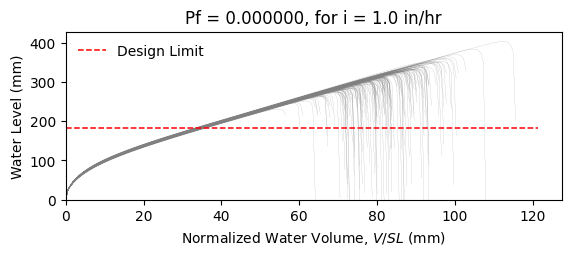 Pf = 0.000000, for i = 1.0 in/hr
Design Limit
Water Level (mm)
400
300
200
100
0
0 20 40 60 80 100 120
Normalized Water Volume, V/SL (mm)